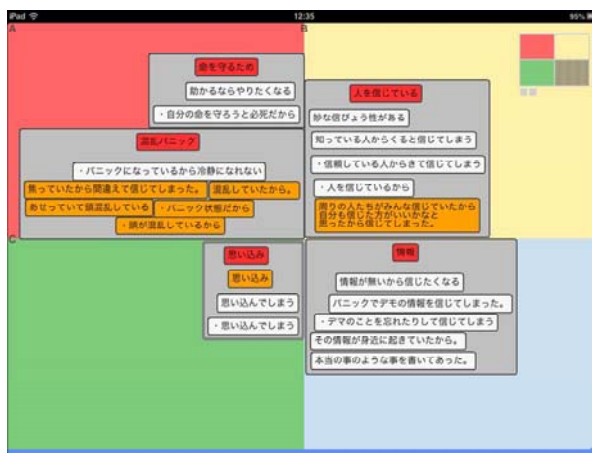 iPad
12:35
95%
A
B
命を守るため
助かるならやりたくなる
・自分の命を守ろうと必死だから
混乱パニック
・パニックになっているから冷静になれない
焦っていたから間違えて信じてしまった。
混乱していたから。
あせっていて頭混乱している
・パニック状態だから
・頭が混乱しているから
人を信じている
妙な信ぴょう性がある
知っている人からくると信じてしまう
・信頼している人からきて信じてしまう
・人を信じているから
周りの人たちがみんな信じていたから
自分も信じた方がいいかなと
思ったから信じてしまった。
C
思い込み
思い込み
思い込んでしまう
・思い込んでしまう
情報
情報が無いから信じたくなる
パニックでデモの情報を信じてしまった。
・デマのことを忘れたりして信じてしまう
その情報が身近に起きていたから。
本当の事のような事を書いてあった。